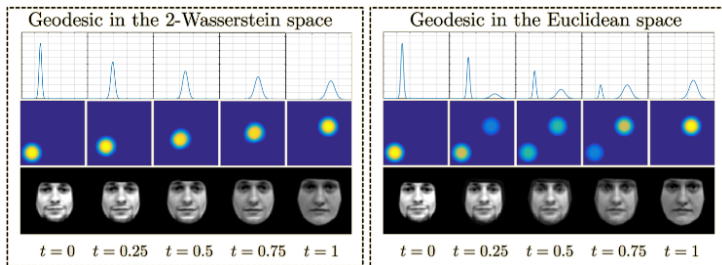 Geodesic in the 2-Wasserstein space
t = 0 t = 0.25 t = 0.5 t = 0.75 t = 1
Geodesic in the Euclidean space
t = 0 t = 0.25 t = 0.5 t = 0.75 t = 1